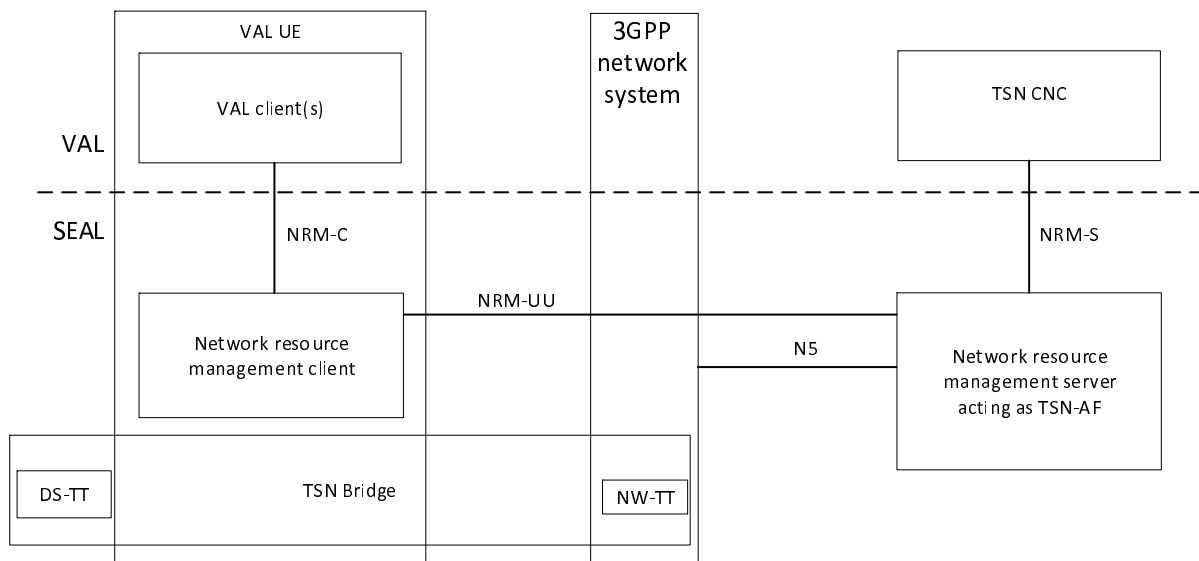 VAL UE
3GPP
network
system
VAL client(s)
TSN CNC
VAL
SEAL
NRM-C
NRM-S
NRM-UU
Network resource
management client
N5
Network resource
management server
acting as TSN-AF
DS-TT
TSN Bridge
NW-TT